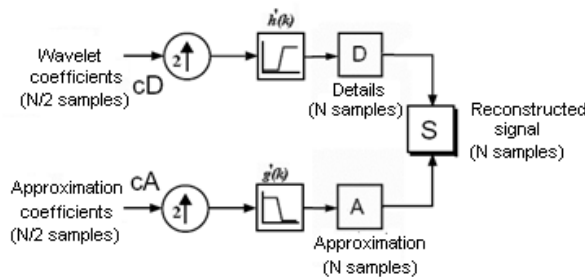 Wavelet
coefficients
(N/2 samples)
cD
2
h'(k)
D
Details
(N samples)
S
Reconstructed
signal
(N samples)
Approximation
coefficients
(N/2 samples)
cA
2
g'(k)
A
Approximation
(N samples)